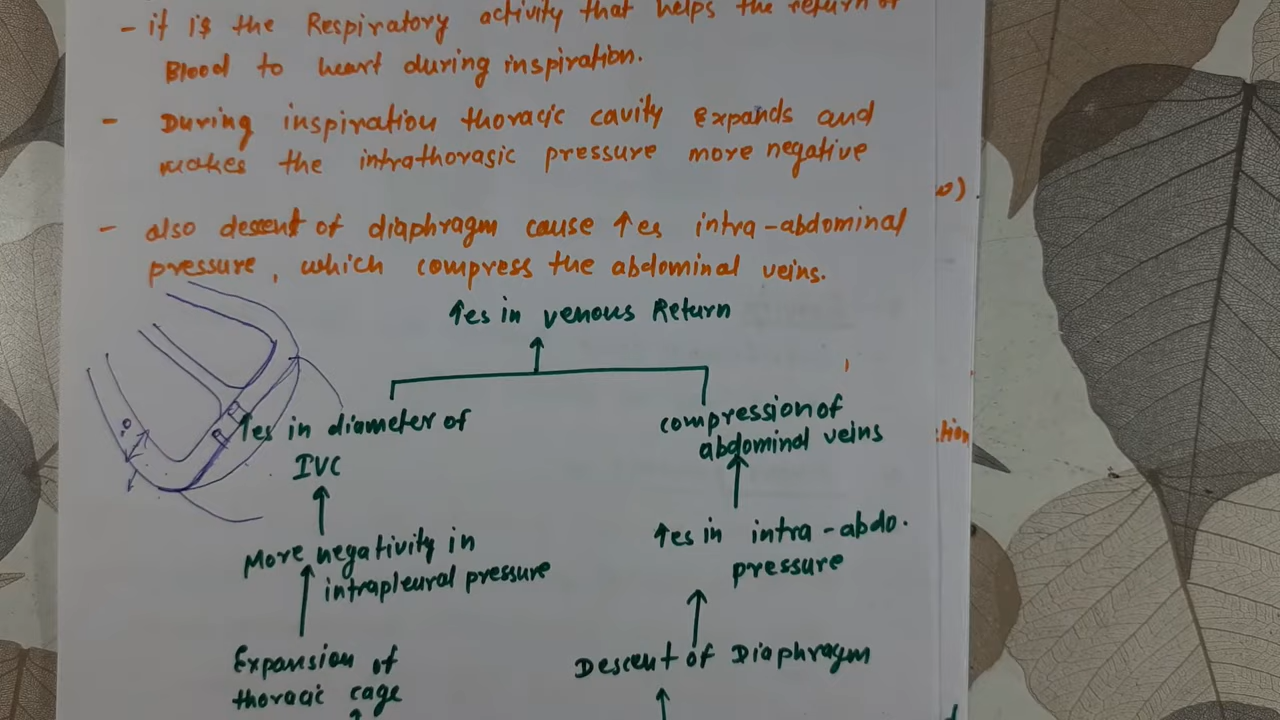 - it is the Respiratory activity that helps the return of
Blood to heart during inspiration.
- During inspiration thoracic cavity Expands and
makes the intrathorasic pressure more negative
- also descent of diaphragm cause ↑es intra-abdominal
pressure, which compress the abdominal veins.
↑es in venous Return
↑es in diameter of
IVC
compression of
abdominal veins
More negativity in
intrapleural pressure
↑es in intra-abdo.
pressure
Expansion of
thoracic cage
Descent of Diaphragm